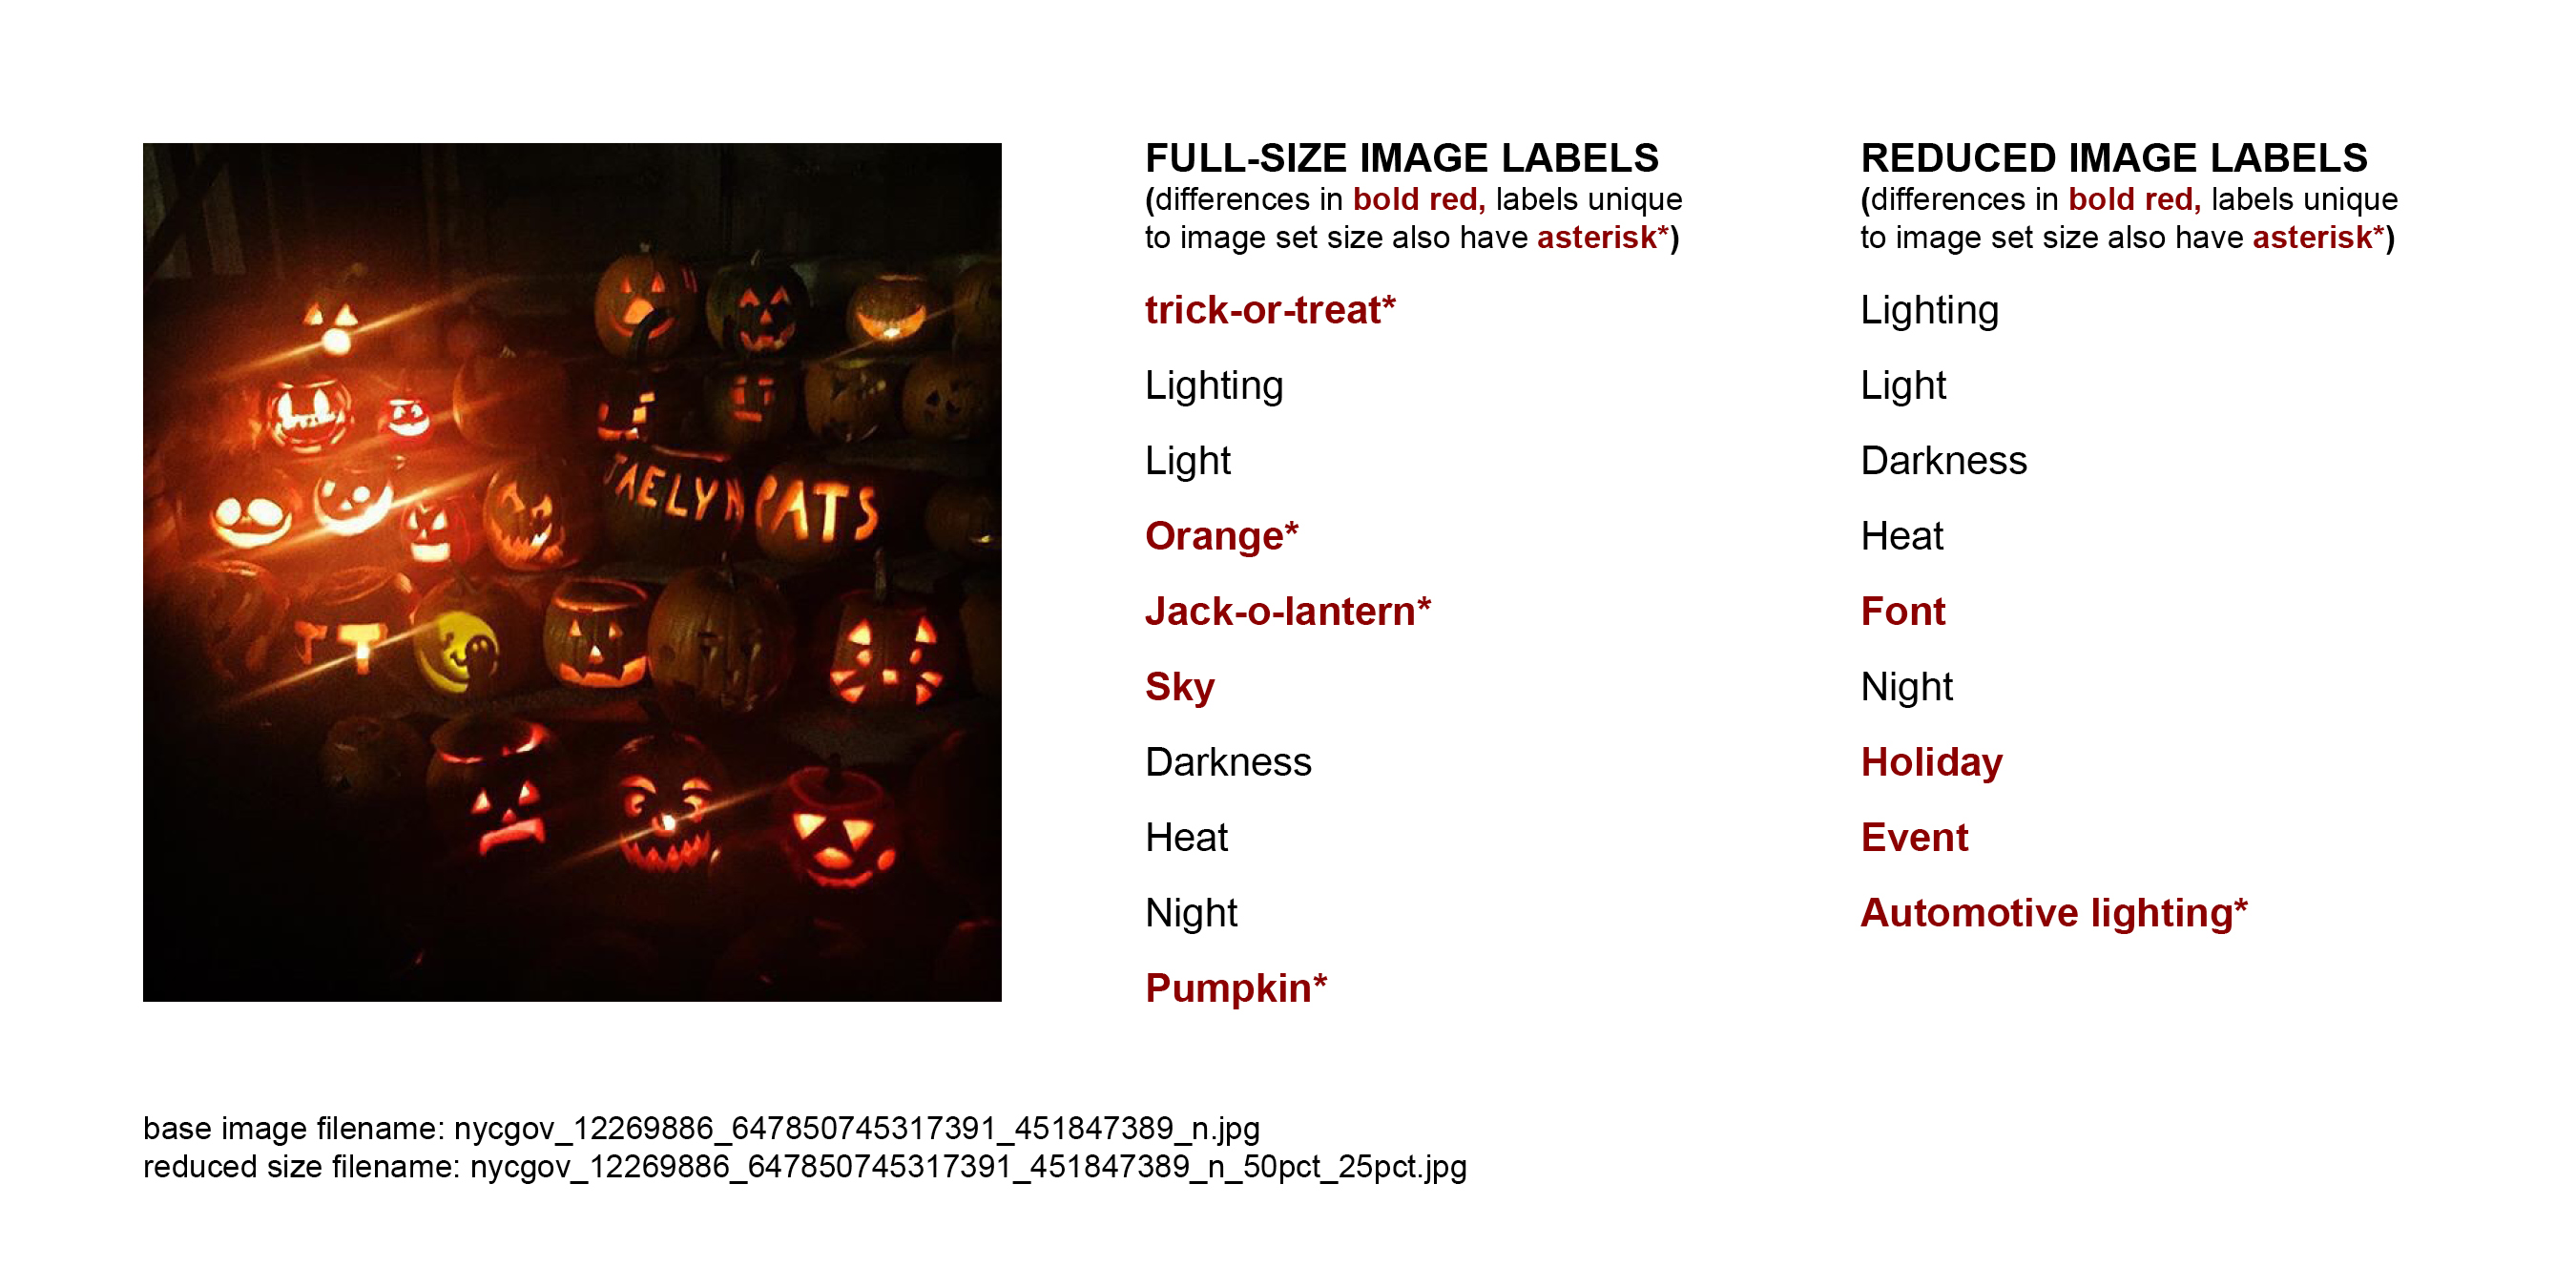 JAELYN PATS
FULL-SIZE IMAGE LABELS
(differences in bold red, labels unique
to image set size also have asterisk*)
trick-or-treat*
Lighting
Light
Orange*
Jack-o-lantern*
Sky
Darkness
Heat
Night
Pumpkin*
REDUCED IMAGE LABELS
(differences in bold red, labels unique
to image set size also have asterisk*)
Lighting
Light
Darkness
Heat
Font
Night
Holiday
Event
Automotive lighting*
base image filename: nycgov_12269886_647850745317391_451847389_n.jpg
reduced size filename: nycgov_12269886_647850745317391_451847389_n_50pct_25pct.jpg